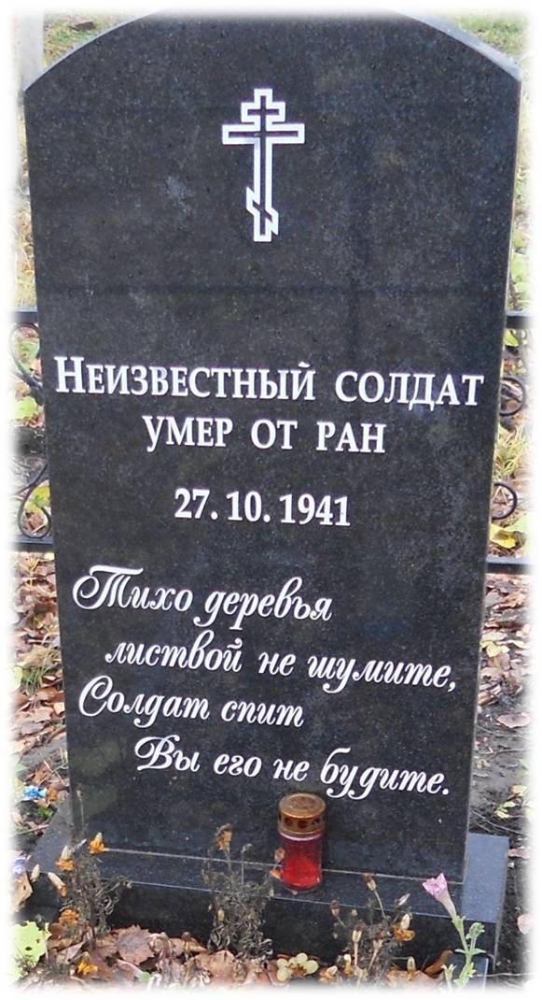 Неизвестный солдат
умер от ран
27.10.1941
Тихо деревья
листвой не шумите,
Солдат спит
Вы его не будите.